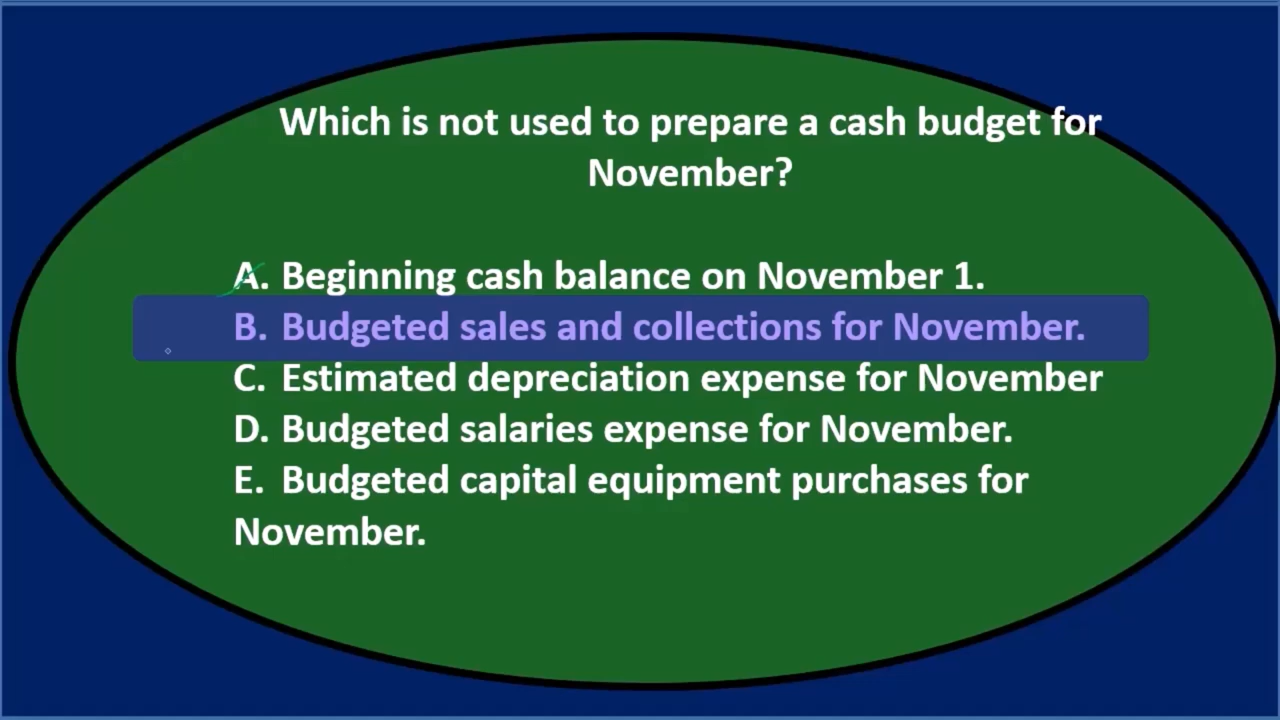 Which is not used to prepare a cash budget for
November?
A. Beginning cash balance on November 1.
B. Budgeted sales and collections for November.
C. Estimated depreciation expense for November
D. Budgeted salaries expense for November.
E. Budgeted capital equipment purchases for
November.